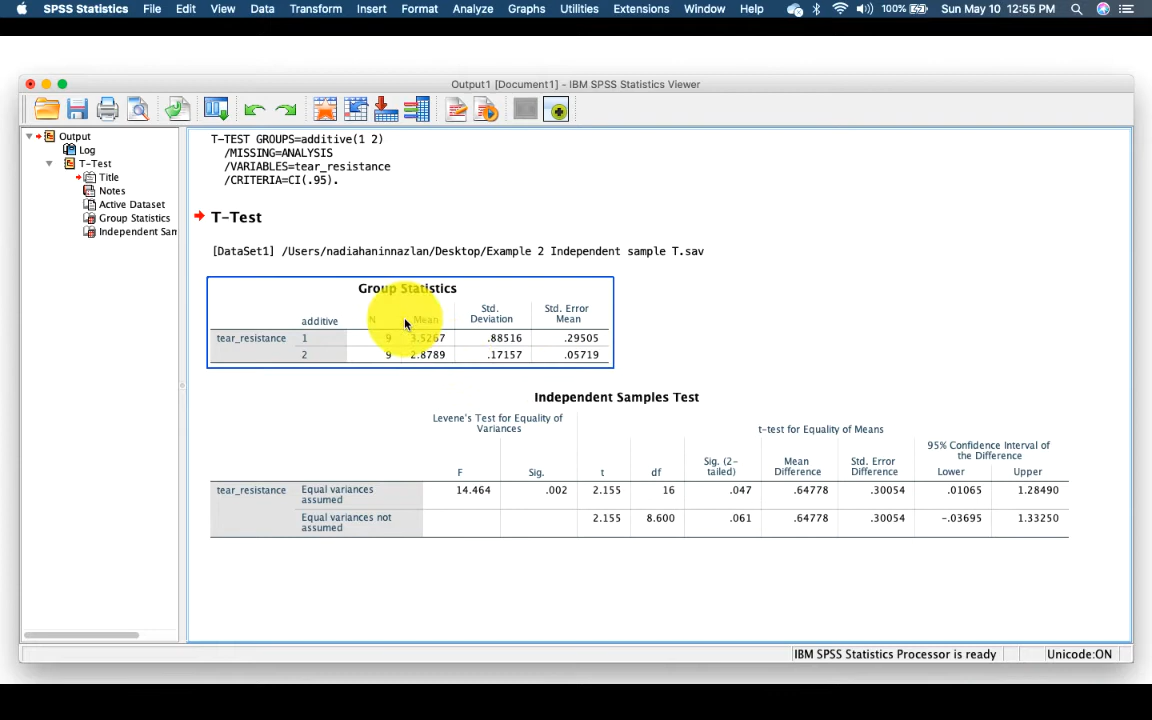 SPSS Statistics File Edit View Data Transform Insert Format Analyze Graphs Utilities Extensions Window Help 100% Sun May 10 12:55 PM
Output1 [Document1] - IBM SPSS Statistics Viewer
Output
Log
T-Test
Title
Notes
Active Dataset
Group Statistics
Independent Sam
T-TEST GROUPS=additive(1 2)
/MISSING=ANALYSIS
/VARIABLES=tear_resistance
/CRITERIA=CI(.95).
T-Test
[DataSet1] /Users/nadiahaninnazlan/Desktop/Example 2 Independent sample T.sav
Group Statistics
additive N Mean Std. Deviation Std. Error Mean
tear_resistance 1 9 3.5267 .88516 .29505
2 9 2.8789 .17157 .05719
Independent Samples Test
Levene's Test for Equality of Variances
t-test for Equality of Means
95% Confidence Interval of the Difference
F Sig. t df Sig. (2-tailed) Mean Difference Std. Error Difference Lower Upper
tear_resistance Equal variances assumed 14.464 .002 2.155 16 .047 .64778 .30054 .01065 1.28490
Equal variances not assumed 2.155 8.600 .061 .64778 .30054 -.03695 1.33250
IBM SPSS Statistics Processor is ready Unicode:ON